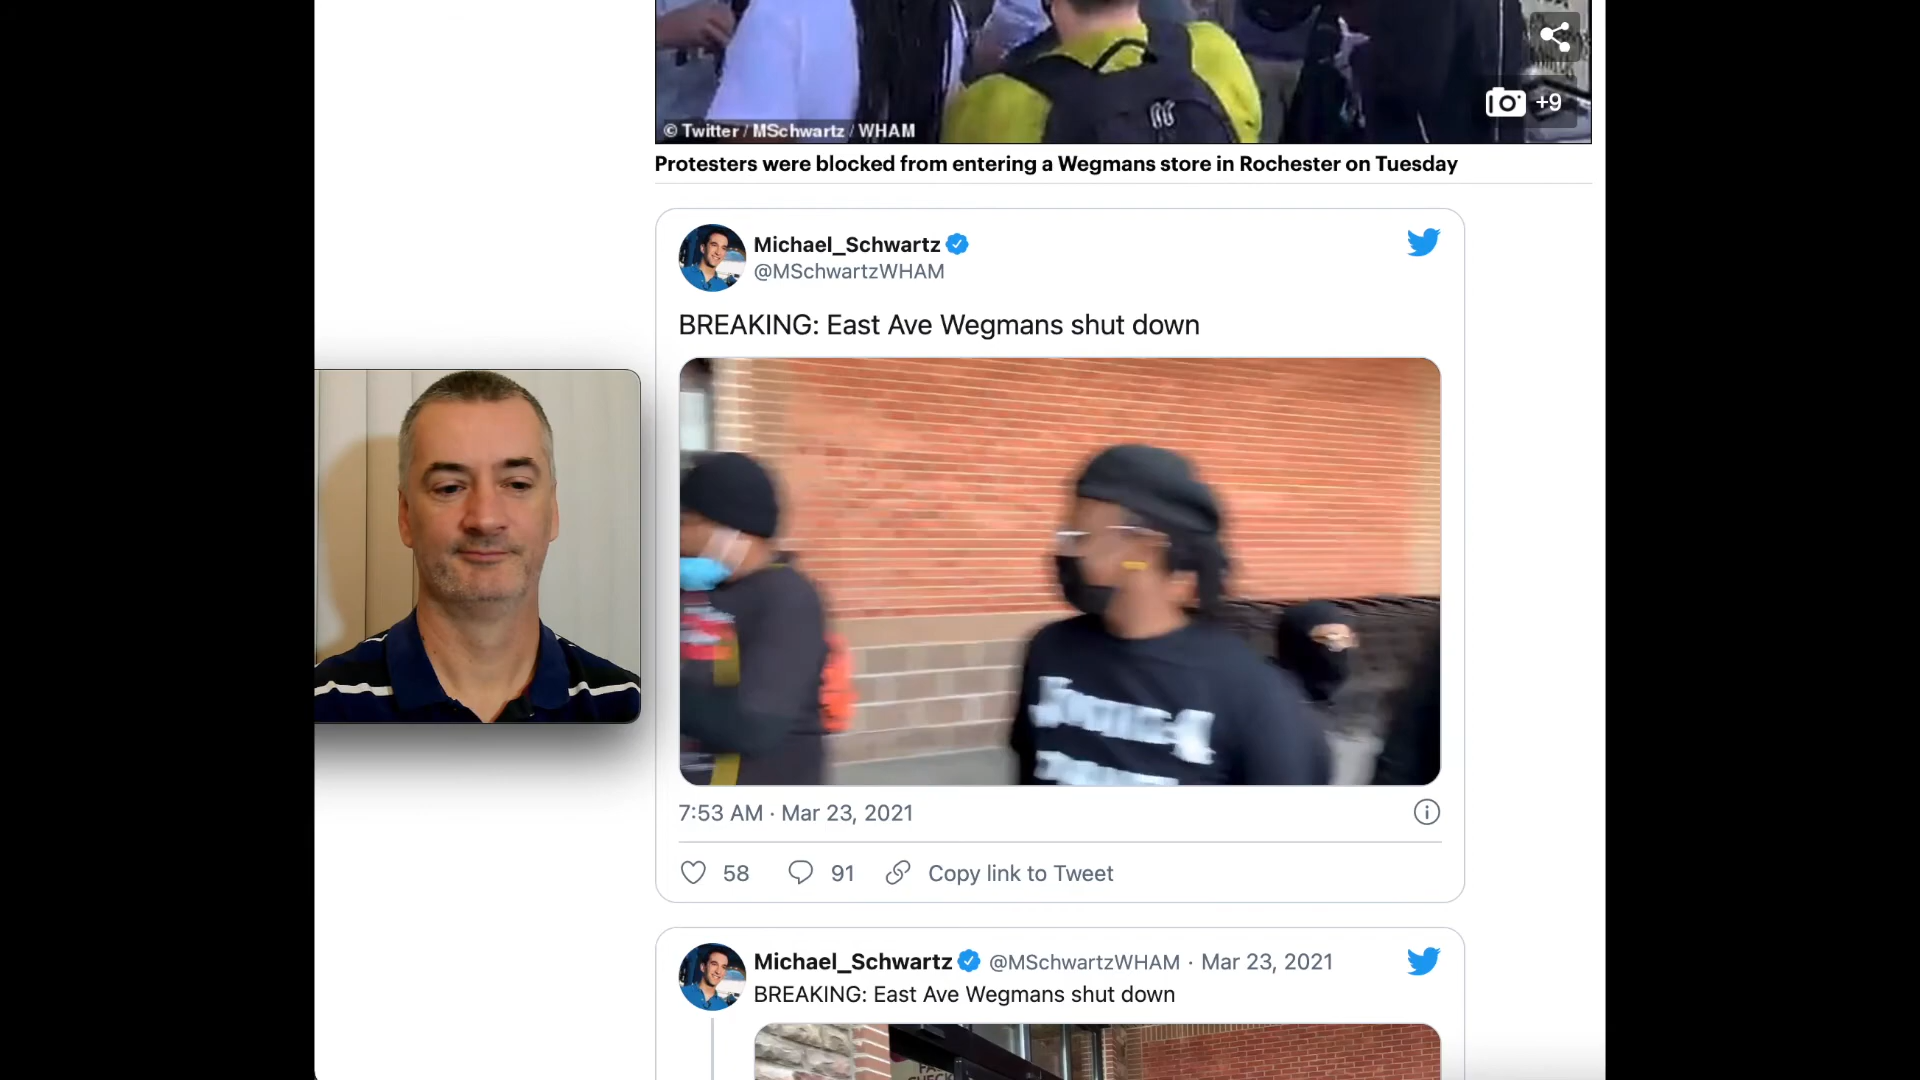 +9
© Twitter / MSchwartz / WHAM
Protesters were blocked from entering a Wegmans store in Rochester on Tuesday
Michael_Schwartz
@MSchwartzWHAM
BREAKING: East Ave Wegmans shut down
7:53 AM · Mar 23, 2021
58 91 Copy link to Tweet
Michael_Schwartz @MSchwartzWHAM · Mar 23, 2021
BREAKING: East Ave Wegmans shut down